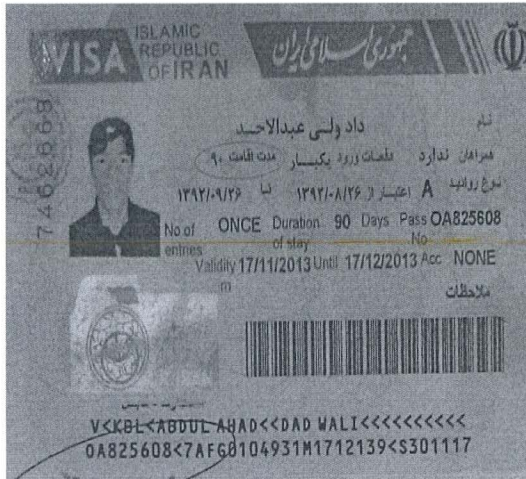 VISA
ISLAMIC
REPUBLIC
OF IRAN
جمهوری اسلامی ایران
7462668
نام داد ولی عبدالاحد
همراهان ندارد دفعات ورود یکبار مدت اقامت ۹۰
نوع روادید A اعتبار از ۱۳۹۲/۰۸/۲۶ تا ۱۳۹۲/۰۹/۲۶
No of entries ONCE Duration of stay 90 Days Pass No OA825608
Validity 17/11/2013 Until 17/12/2013 Acc NONE
m
ملاحظات
V<KBL<ABDUL AHAD<<DAD WALI<<<<<<<<<<
OA825608<7AFG0104931M1712139<S301117